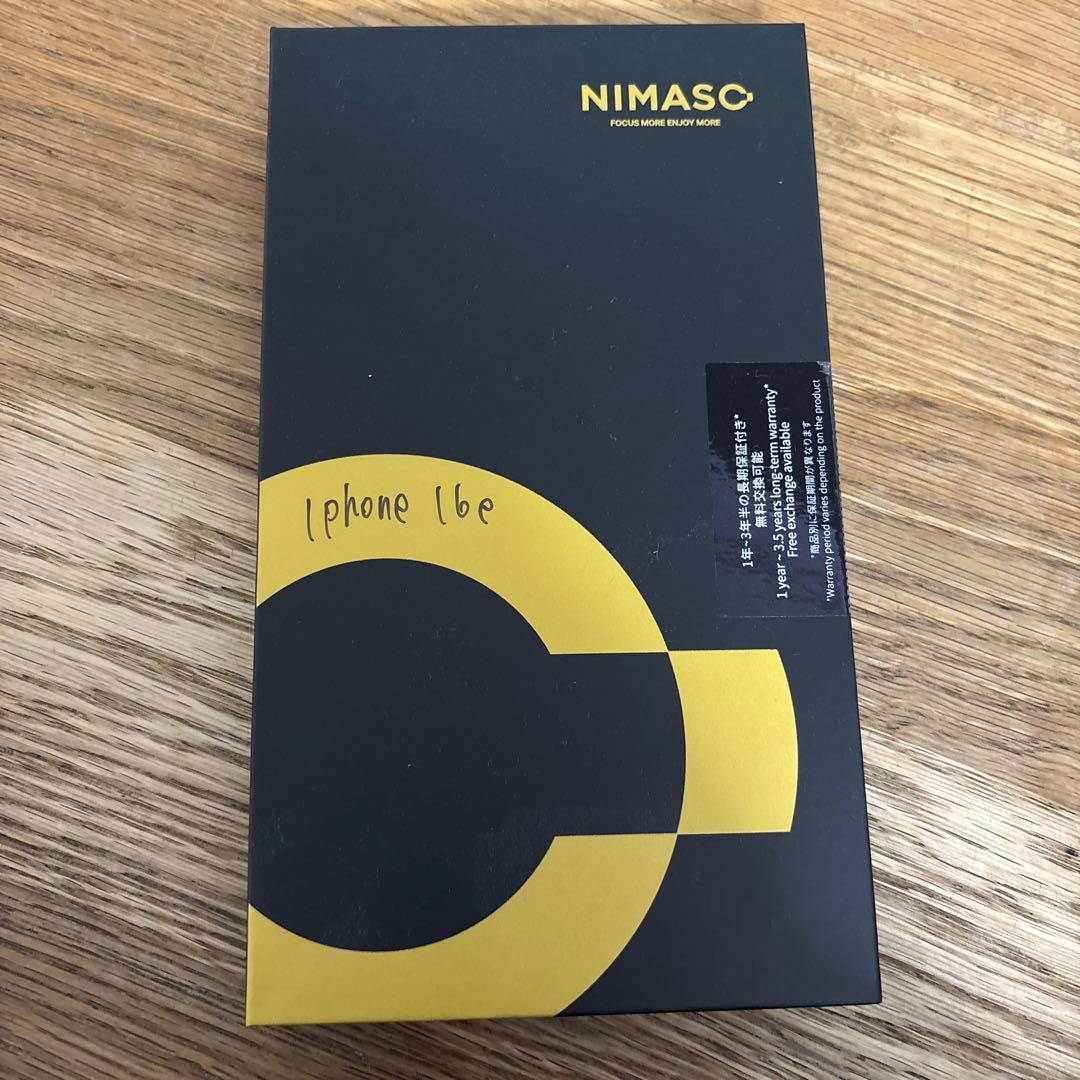 NIMASO
FOCUS MORE ENJOY MORE
Iphone 16e
1年~3年半の長期保証付き*
無料交換可能
1 year ~ 3.5 years long-term warranty*
Free exchange available
*商品別に保証期間が異なります
*Warranty period varies depending on the product